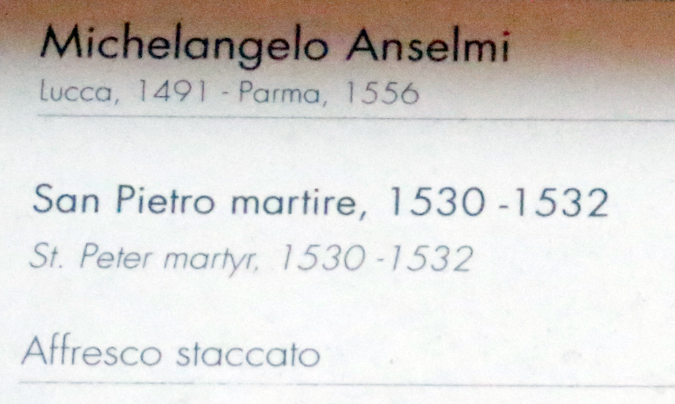 Michelangelo Anselmi
Lucca, 1491 - Parma, 1556
San Pietro martire, 1530 -1532
St. Peter martyr, 1530 -1532
Affresco staccato